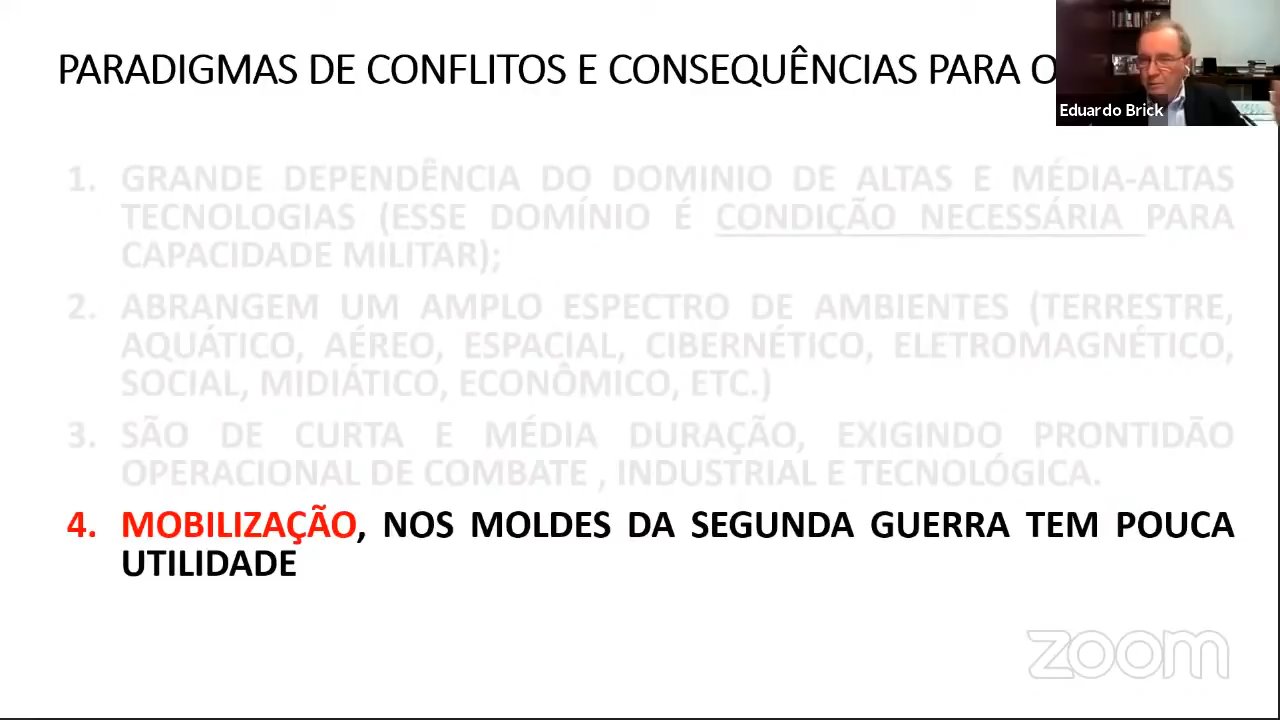 PARADIGMAS DE CONFLITOS E CONSEQUÊNCIAS PARA O
Eduardo Brick
1. GRANDE DEPENDÊNCIA DO DOMINIO DE ALTAS E MÉDIA-ALTAS
TECNOLOGIAS (ESSE DOMÍNIO É CONDIÇÃO NECESSÁRIA PARA
CAPACIDADE MILITAR);
2. ABRANGEM UM AMPLO ESPECTRO DE AMBIENTES (TERRESTRE,
AQUÁTICO, AÉREO, ESPACIAL, CIBERNÉTICO, ELETROMAGNÉTICO,
SOCIAL, MIDIÁTICO, ECONÔMICO, ETC.)
3. SÃO DE CURTA E MÉDIA DURAÇÃO, EXIGINDO PRONTIDÃO
OPERACIONAL DE COMBATE , INDUSTRIAL E TECNOLÓGICA.
4. MOBILIZAÇÃO, NOS MOLDES DA SEGUNDA GUERRA TEM POUCA
UTILIDADE
zoom